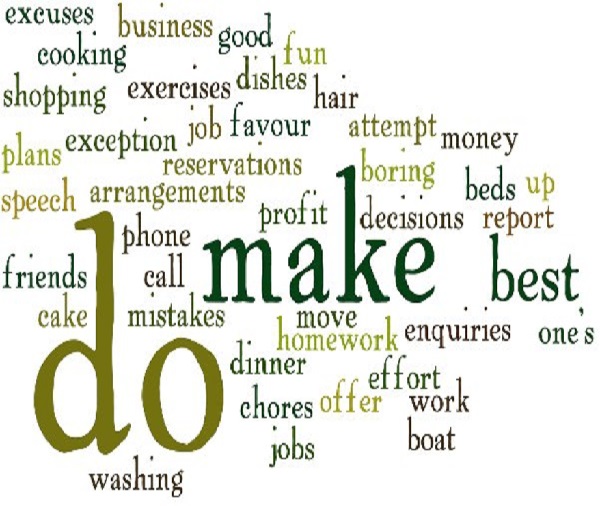 excuses business good
cooking fun
shopping exercises dishes hair
plans exception job favour attempt money
reservations boring
speech arrangements beds up
profit decisions report
phone make best
friends call
cake mistakes move , one's
do homework enquiries
dinner effort
chores offer work
jobs boat
washing